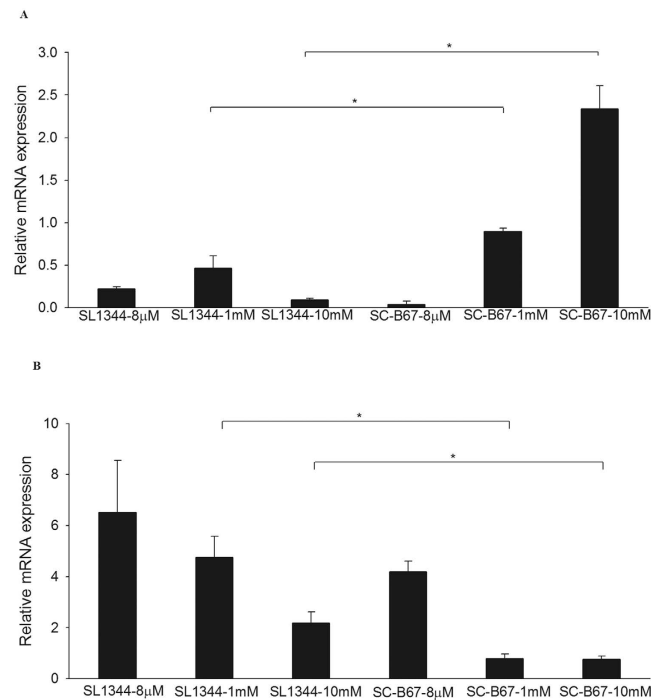 A
*
*
Relative mRNA expression
3.0
2.5
2.0
1.5
1.0
0.5
0.0
SL1344-8μM SL1344-1mM SL1344-10mM SC-B67-8μM SC-B67-1mM SC-B67-10mM
B
*
*
Relative mRNA expression
10
8
6
4
2
0
SL1344-8μM SL1344-1mM SL1344-10mM SC-B67-8μM SC-B67-1mM SC-B67-10mM